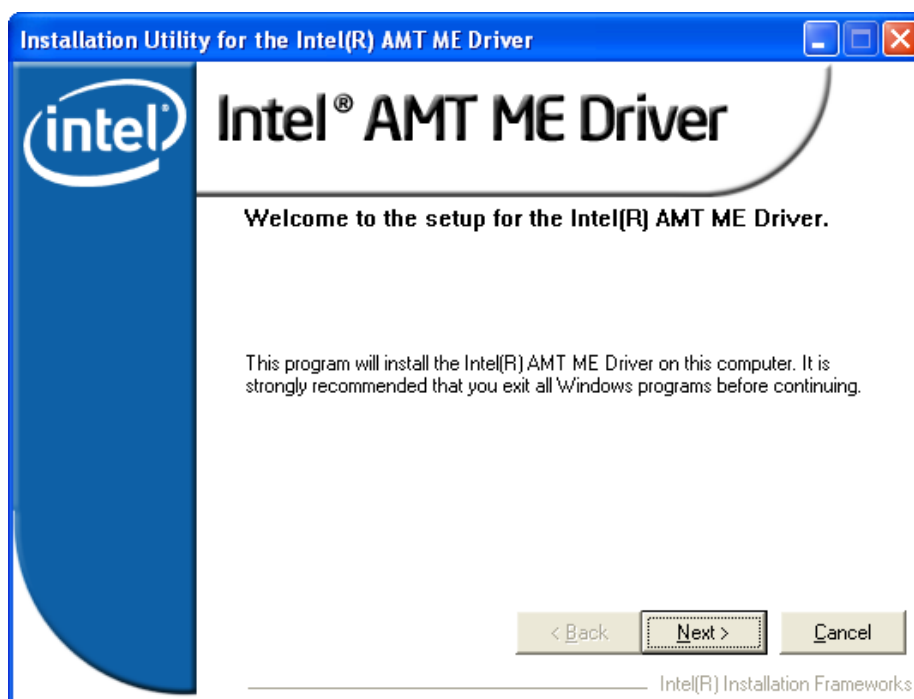 Installation Utility for the Intel(R) AMT ME Driver
intel®
Intel® AMT ME Driver
Welcome to the setup for the Intel(R) AMT ME Driver.
This program will install the Intel(R) AMT ME Driver on this computer. It is
strongly recommended that you exit all Windows programs before continuing.
< Back
Next >
Cancel
Intel(R) Installation Frameworks